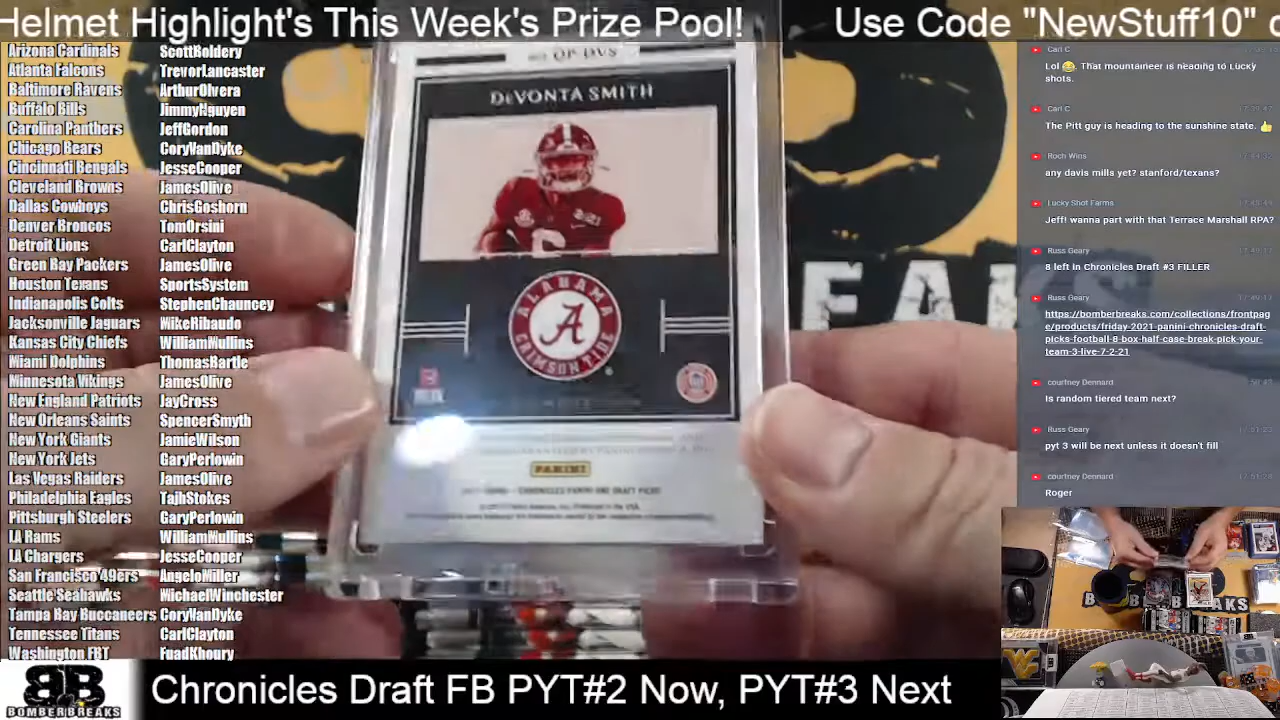 Helmet Highlight's This Week's Prize Pool!
Use Code "NewStuff10"
Arizona Cardinals ScottBoldery
Atlanta Falcons TrevorLancaster
Baltimore Ravens ArthurOlvera
Buffalo Bills JimmyNguyen
Carolina Panthers JeffGordon
Chicago Bears CoryVanDyke
Cincinnati Bengals JesseCooper
Cleveland Browns JamesOlive
Dallas Cowboys ChrisGoshorn
Denver Broncos TomOrsini
Detroit Lions CarlClayton
Green Bay Packers JamesOlive
Houston Texans SportsSystem
Indianapolis Colts StephenChauncey
Jacksonville Jaguars MikeRibaudo
Kansas City Chiefs WilliamMullins
Miami Dolphins ThomasBartle
Minnesota Vikings JamesOlive
New England Patriots JayCross
New Orleans Saints SpencerSmyth
New York Giants JamieWilson
New York Jets GaryPerlowin
Las Vegas Raiders JamesOlive
Philadelphia Eagles TajhStokes
Pittsburgh Steelers GaryPerlowin
LA Rams WilliamMullins
LA Chargers JesseCooper
San Francisco 49ers AngeloMiller
Seattle Seahawks MichaelWinchester
Tampa Bay Buccaneers CoryVanDyke
Tennessee Titans CarlClayton
Washington FBT FuadKhoury
OP-DVS
DeVONTA SMITH
ALABAMA
A
CRIMSON TIDE
PANINI
Carl C
Lol 😂. That mountaineer is heading to Lucky
shots.
Carl C
The Pitt guy is heading to the sunshine state. 👍
Roch Wins
any davis mills yet? stanford/texans?
Lucky Shot Farms
Jeff! wanna part with that Terrace Marshall RPA?
Russ Geary
8 left in Chronicles Draft #3 FILLER
Russ Geary
https://bomberbreaks.com/collections/frontpag
e/products/friday-2021-panini-chronicles-draft-
picks-football-8-box-half-case-break-pick-your-
team-3-live-7-2-21
courtney Dennard
Is random tiered team next?
Russ Geary
pyt 3 will be next unless it doesn't fill
courtney Dennard
Roger
BB
BOMBERBREAKS
Chronicles Draft FB PYT#2 Now, PYT#3 Next